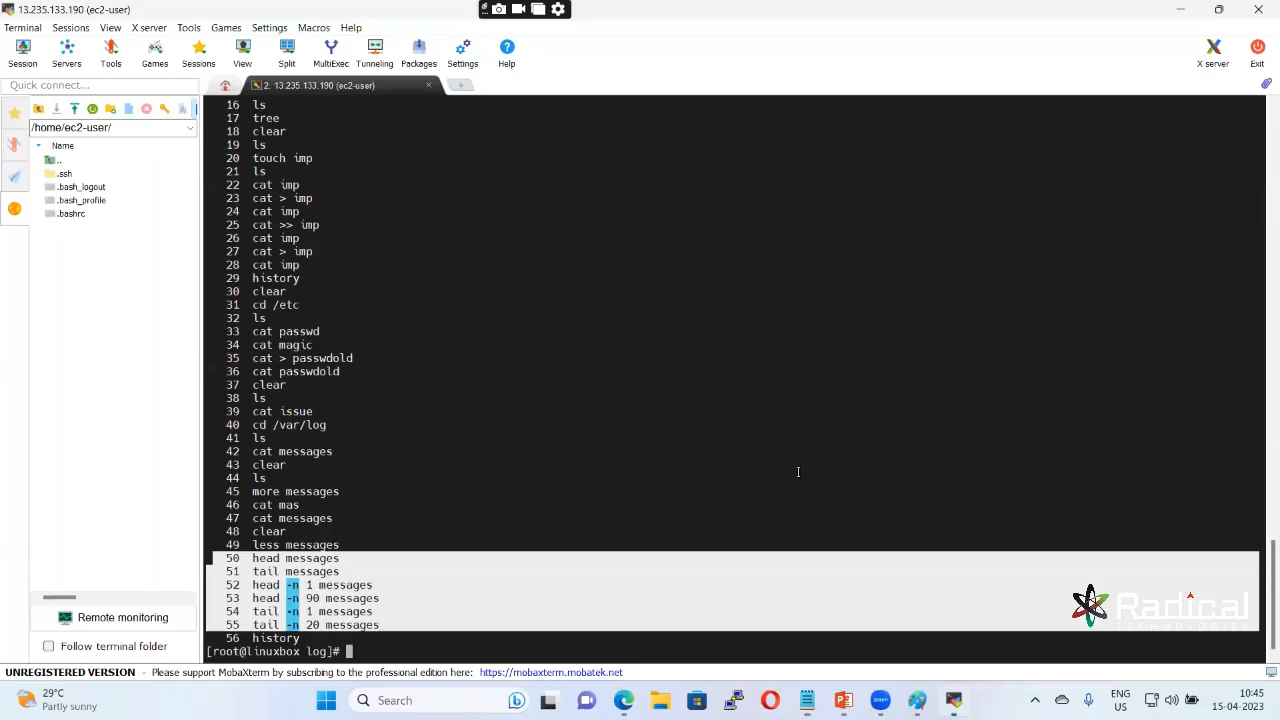 13.235.133.190 (ec2-user)
Terminal Sessions View X server Tools Games Settings Macros Help
Session Servers Tools Games Sessions View Split MultiExec Tunneling Packages Settings Help X server Exit
Quick connect...
2. 13.235.133.190 (ec2-user)
/home/ec2-user/
Name
..
.ssh
.bash_logout
.bash_profile
.bashrc
16 ls
17 tree
18 clear
19 ls
20 touch imp
21 ls
22 cat imp
23 cat > imp
24 cat imp
25 cat >> imp
26 cat imp
27 cat > imp
28 cat imp
29 history
30 clear
31 cd /etc
32 ls
33 cat passwd
34 cat magic
35 cat > passwdold
36 cat passwdold
37 clear
38 ls
39 cat issue
40 cd /var/log
41 ls
42 cat messages
43 clear
44 ls
45 more messages
46 cat mas
47 cat messages
48 clear
49 less messages
50 head messages
51 tail messages
52 head -n 1 messages
53 head -n 90 messages
54 tail -n 1 messages
55 tail -n 20 messages
56 history
[root@linuxbox log]#
Radical
TECHNOLOGIES
Remote monitoring
Follow terminal folder
UNREGISTERED VERSION - Please support MobaXterm by subscribing to the professional edition here: https://mobaxterm.mobatek.net
29°C
Partly sunny
Search
ENG
US
10:45
15-04-2023